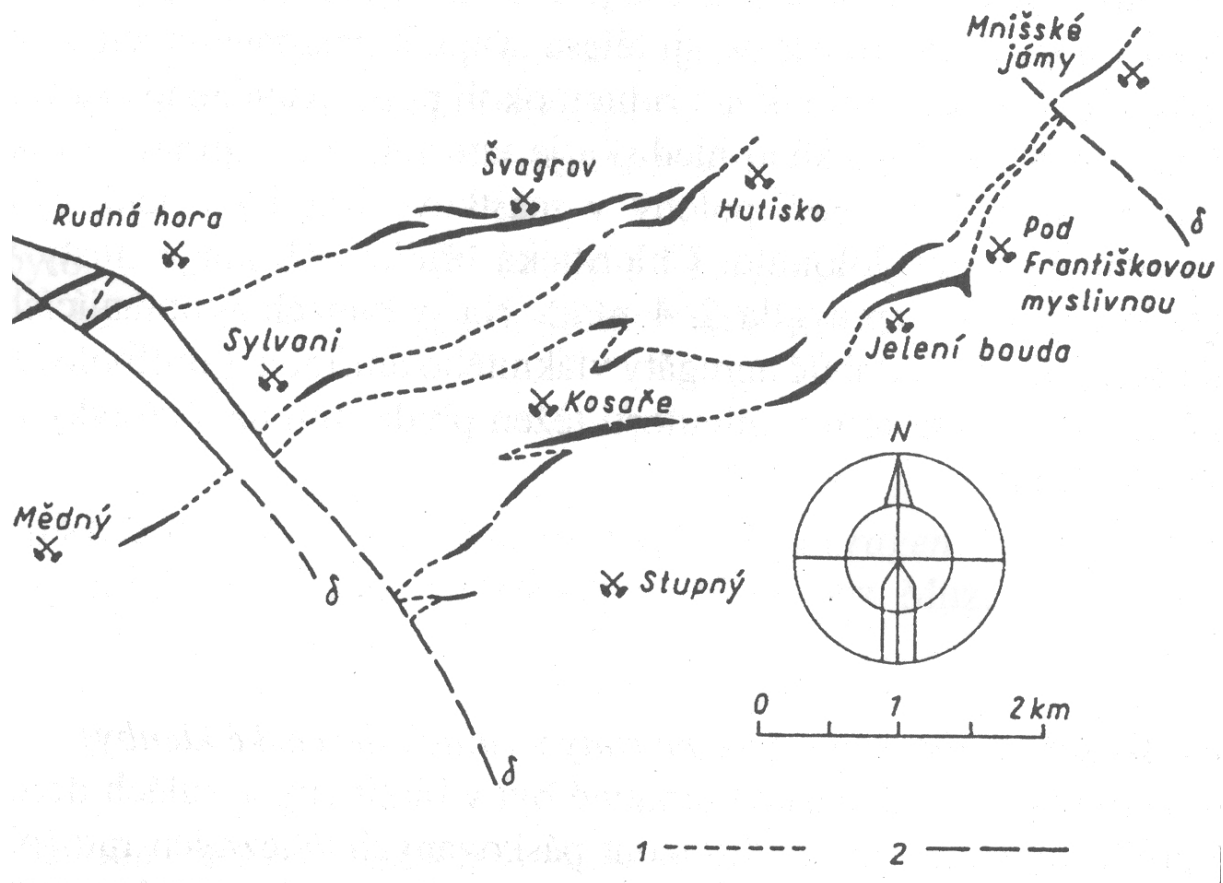 Mnišské
jámy
Švagrov
Hutisko
Rudná hora
δ
Pod
Františkovou
myslivnou
Sylvani
Jelení bouda
Kosaře
N
Mědný
δ
Stupný
0 1 2 km
δ
1 2